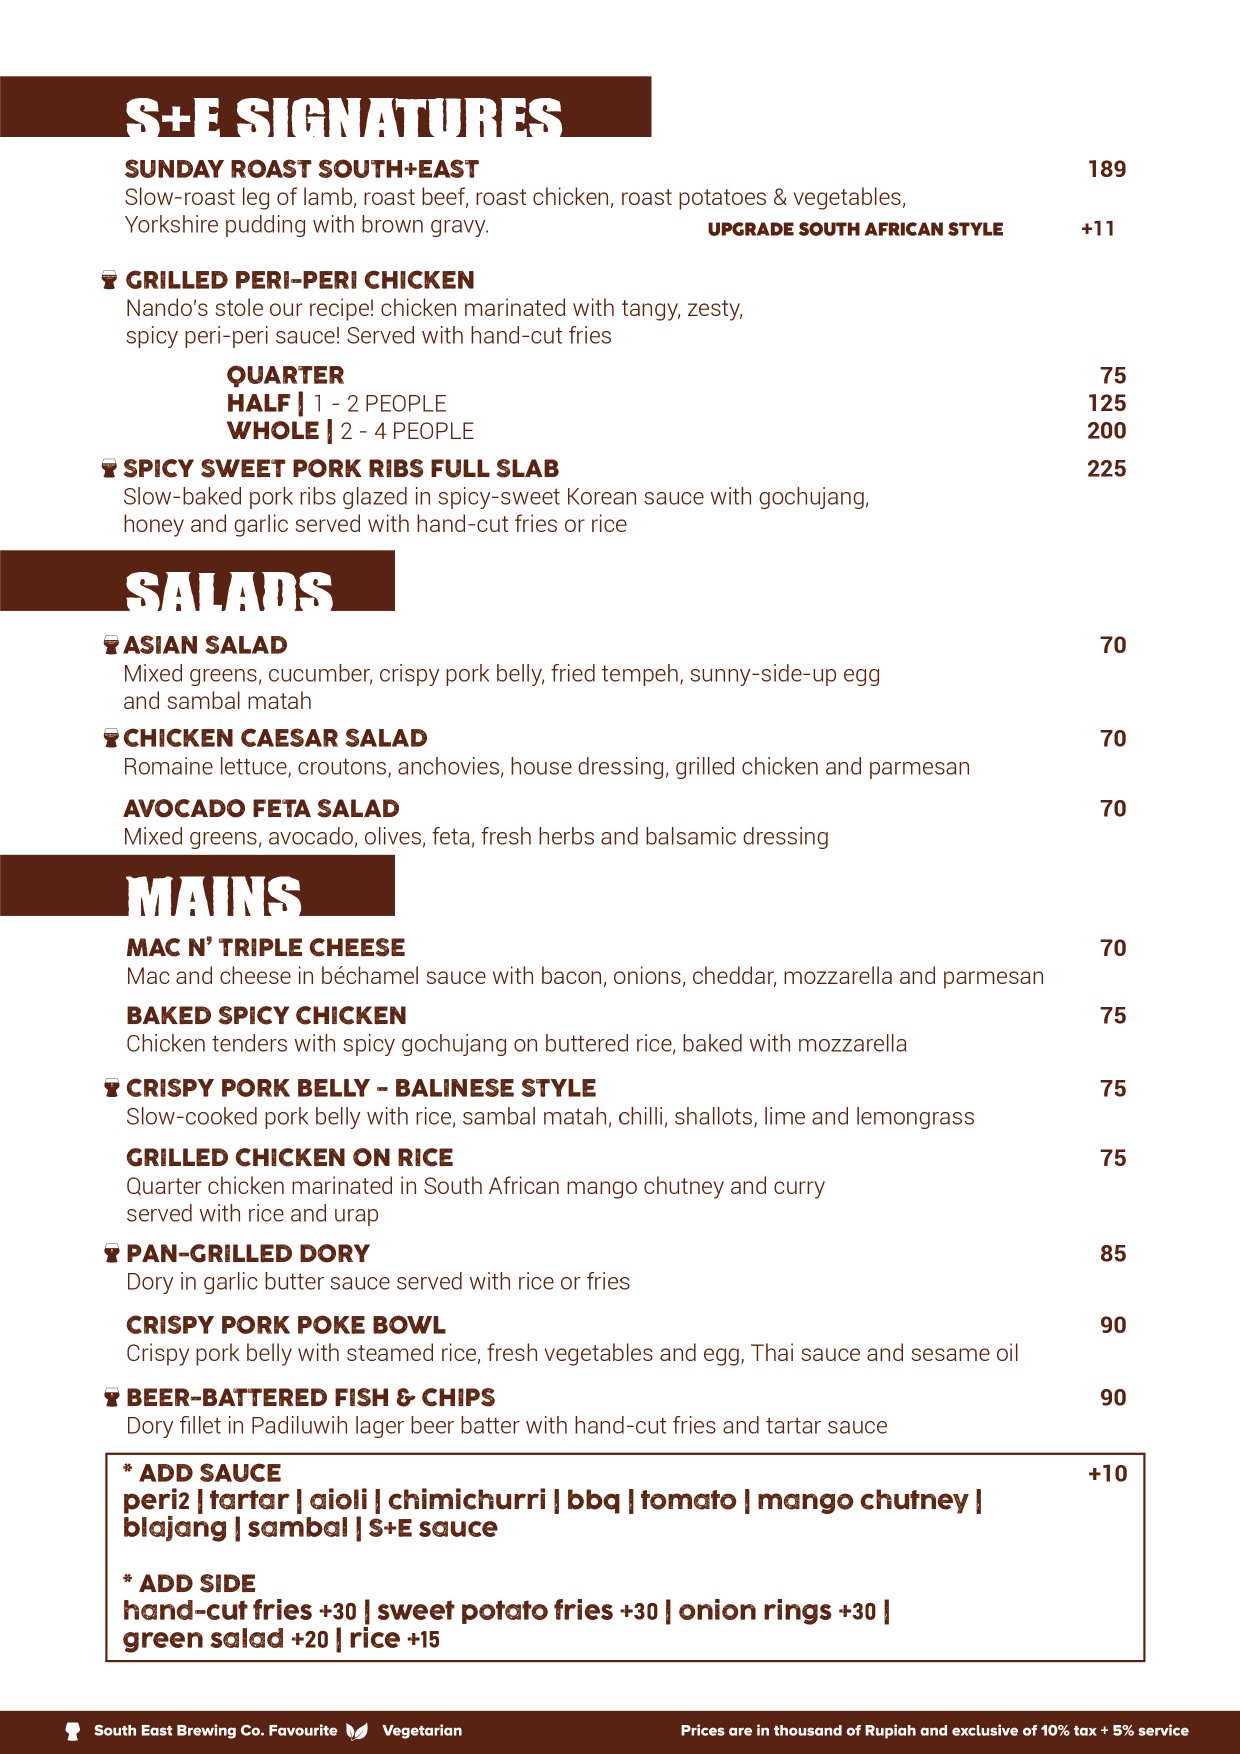 S+E SIGNATURES
SUNDAY ROAST SOUTH+EAST 189
Slow-roast leg of lamb, roast beef, roast chicken, roast potatoes & vegetables,
Yorkshire pudding with brown gravy.
UPGRADE SOUTH AFRICAN STYLE +11
GRILLED PERI-PERI CHICKEN
Nando's stole our recipe! chicken marinated with tangy, zesty,
spicy peri-peri sauce! Served with hand-cut fries
QUARTER 75
HALF | 1 - 2 PEOPLE 125
WHOLE | 2 - 4 PEOPLE 200
SPICY SWEET PORK RIBS FULL SLAB 225
Slow-baked pork ribs glazed in spicy-sweet Korean sauce with gochujang,
honey and garlic served with hand-cut fries or rice
SALADS
ASIAN SALAD 70
Mixed greens, cucumber, crispy pork belly, fried tempeh, sunny-side-up egg
and sambal matah
CHICKEN CAESAR SALAD 70
Romaine lettuce, croutons, anchovies, house dressing, grilled chicken and parmesan
AVOCADO FETA SALAD 70
Mixed greens, avocado, olives, feta, fresh herbs and balsamic dressing
MAINS
MAC N' TRIPLE CHEESE 70
Mac and cheese in béchamel sauce with bacon, onions, cheddar, mozzarella and parmesan
BAKED SPICY CHICKEN 75
Chicken tenders with spicy gochujang on buttered rice, baked with mozzarella
CRISPY PORK BELLY - BALINESE STYLE 75
Slow-cooked pork belly with rice, sambal matah, chilli, shallots, lime and lemongrass
GRILLED CHICKEN ON RICE 75
Quarter chicken marinated in South African mango chutney and curry
served with rice and urap
PAN-GRILLED DORY 85
Dory in garlic butter sauce served with rice or fries
CRISPY PORK POKE BOWL 90
Crispy pork belly with steamed rice, fresh vegetables and egg, Thai sauce and sesame oil
BEER-BATTERED FISH & CHIPS 90
Dory fillet in Padiluwih lager beer batter with hand-cut fries and tartar sauce
* ADD SAUCE +10
peri2 | tartar | aioli | chimichurri | bbq | tomato | mango chutney |
blajang | sambal | S+E sauce
* ADD SIDE
hand-cut fries +30 | sweet potato fries +30 | onion rings +30 |
green salad +20 | rice +15
South East Brewing Co. Favourite Vegetarian Prices are in thousand of Rupiah and exclusive of 10% tax + 5% service